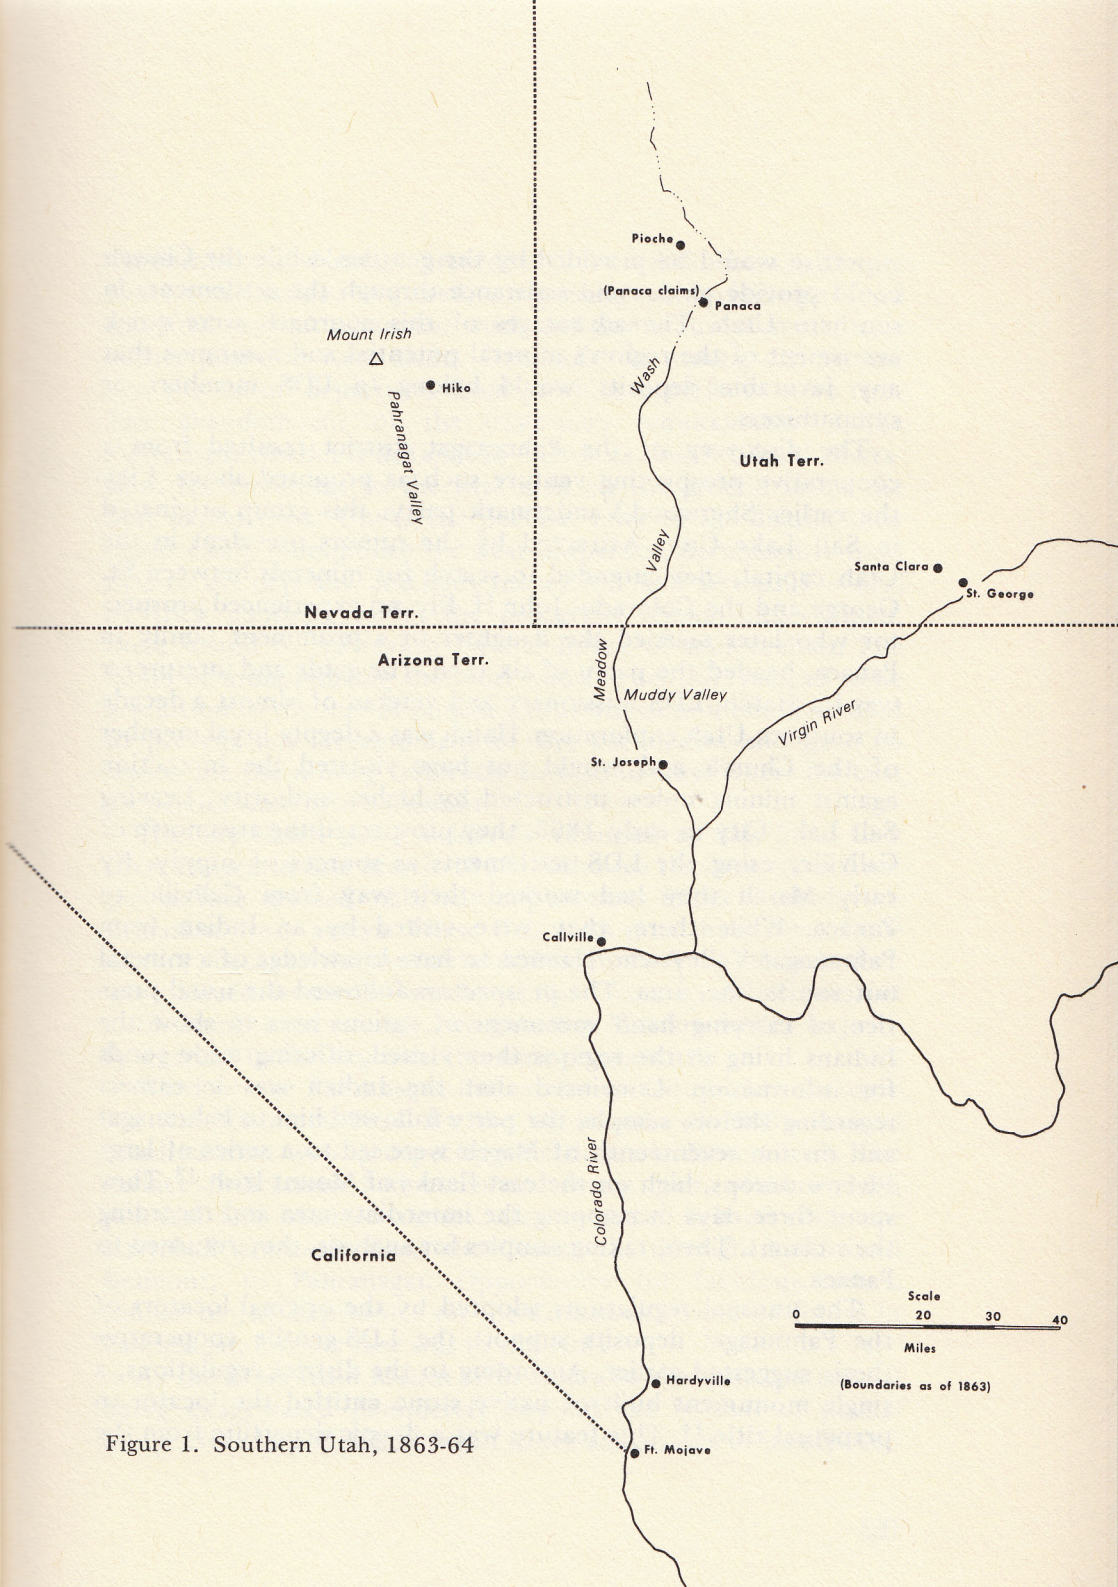 Pioche
(Panaca claims)
Panaca
Mount Irish
Hiko
Wash
Pahranagat Valley
Utah Terr.
Valley
Santa Clara
St. George
Nevada Terr.
Arizona Terr.
Meadow
Muddy Valley
Virgin River
St. Joseph
Callville
Colorado River
California
Scale
0 20 30 40
Miles
Hardyville
(Boundaries as of 1863)
Figure 1. Southern Utah, 1863-64
Ft. Mojave